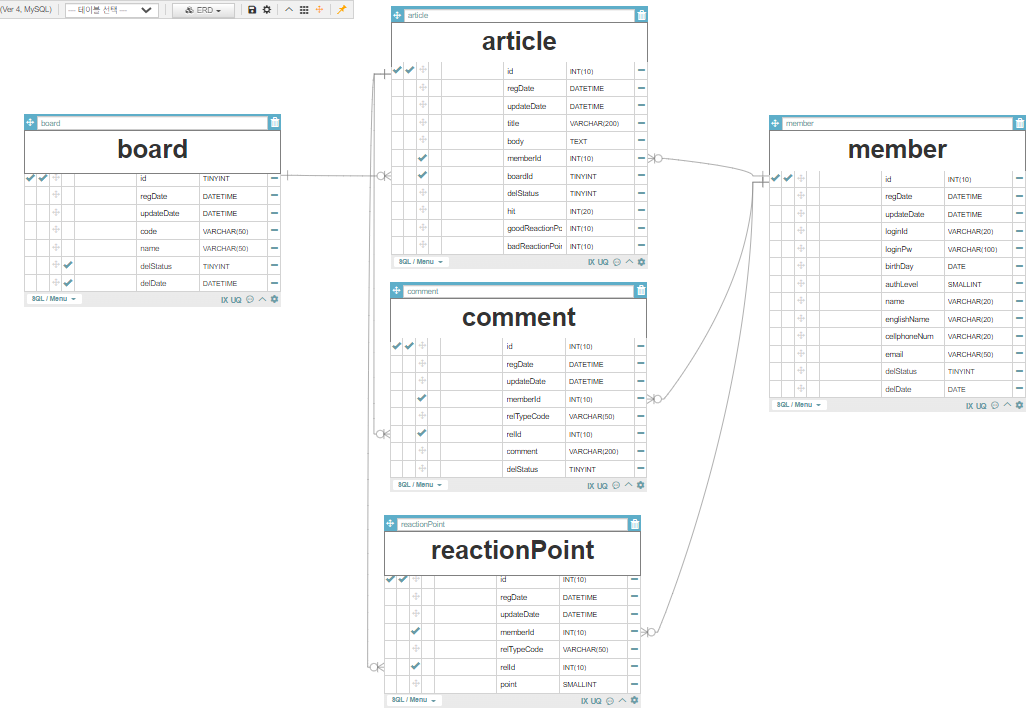 (Ver 4, MySQL)
--- 테이블 선택 ---
ERD
article
article
id INT(10)
regDate DATETIME
updateDate DATETIME
title VARCHAR(200)
body TEXT
memberId INT(10)
boardId TINYINT
delStatus TINYINT
hit INT(20)
goodReactionPo INT(10)
badReactionPoin INT(10)
SQL / Menu IX UQ
board
board
id TINYINT
regDate DATETIME
updateDate DATETIME
code VARCHAR(50)
name VARCHAR(50)
delStatus TINYINT
delDate DATETIME
SQL / Menu IX UQ
member
member
id INT(10)
regDate DATETIME
updateDate DATETIME
loginId VARCHAR(20)
loginPw VARCHAR(100)
birthDay DATE
authLevel SMALLINT
name VARCHAR(20)
englishName VARCHAR(20)
cellphoneNum VARCHAR(20)
email VARCHAR(50)
delStatus TINYINT
delDate DATE
SQL / Menu IX UQ
comment
comment
id INT(10)
regDate DATETIME
updateDate DATETIME
memberId INT(10)
relTypeCode VARCHAR(50)
relId INT(10)
comment VARCHAR(200)
delStatus TINYINT
SQL / Menu IX UQ
reactionPoint
reactionPoint
id INT(10)
regDate DATETIME
updateDate DATETIME
memberId INT(10)
relTypeCode VARCHAR(50)
relId INT(10)
point SMALLINT
SQL / Menu IX UQ